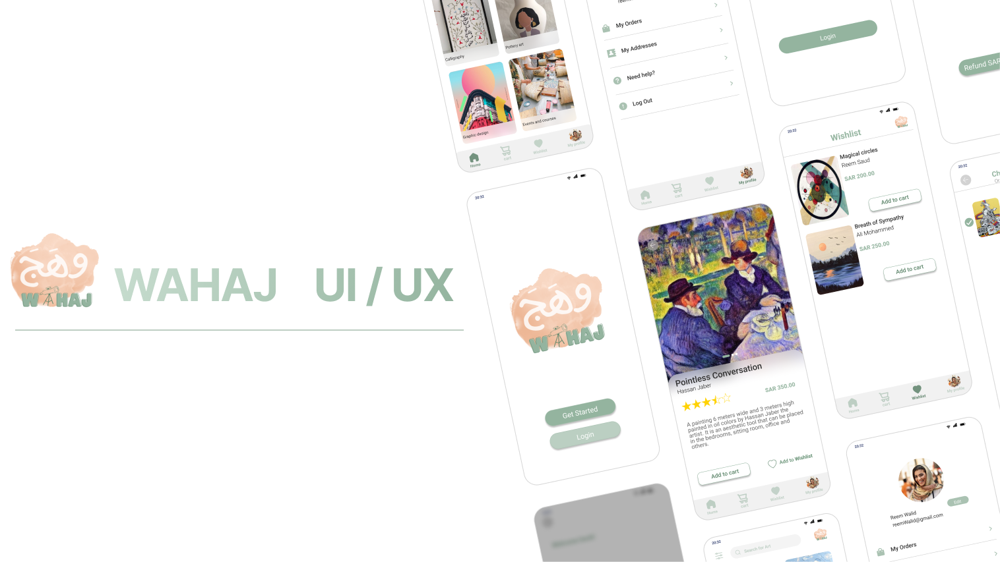 وهج
WAHAJ
WAHAJ UI / UX
Calligraphy
Pottery art
Graphic design
Events and courses
Home
cart
Wishlist
My profile
My Orders
My Addresses
Need help?
Log Out
Home
cart
Wishlist
My profile
Login
Refund SAR
20:32
وهج
WAHAJ
Get Started
Login
Pointless Conversation
Hassan Jaber
SAR 350.00
A painting 6 meters wide and 3 meters high
painted in oil colors by Hassan Jaber the
artist. It is an aesthetic tool that can be placed
in the bedrooms, sitting room, office and
others.
Add to cart
Add to Wishlist
Home
cart
Wishlist
My profile
20:32
Wishlist
Magical circles
Reem Saud
SAR 200.00
Add to cart
Breath of Sympathy
Ali Mohammed
SAR 250.00
Add to cart
Home
cart
Wishlist
My profile
20:32
20:32
Search for Art
20:32
Edit
Reem Walid
reemWalid@gmail.com
My Orders